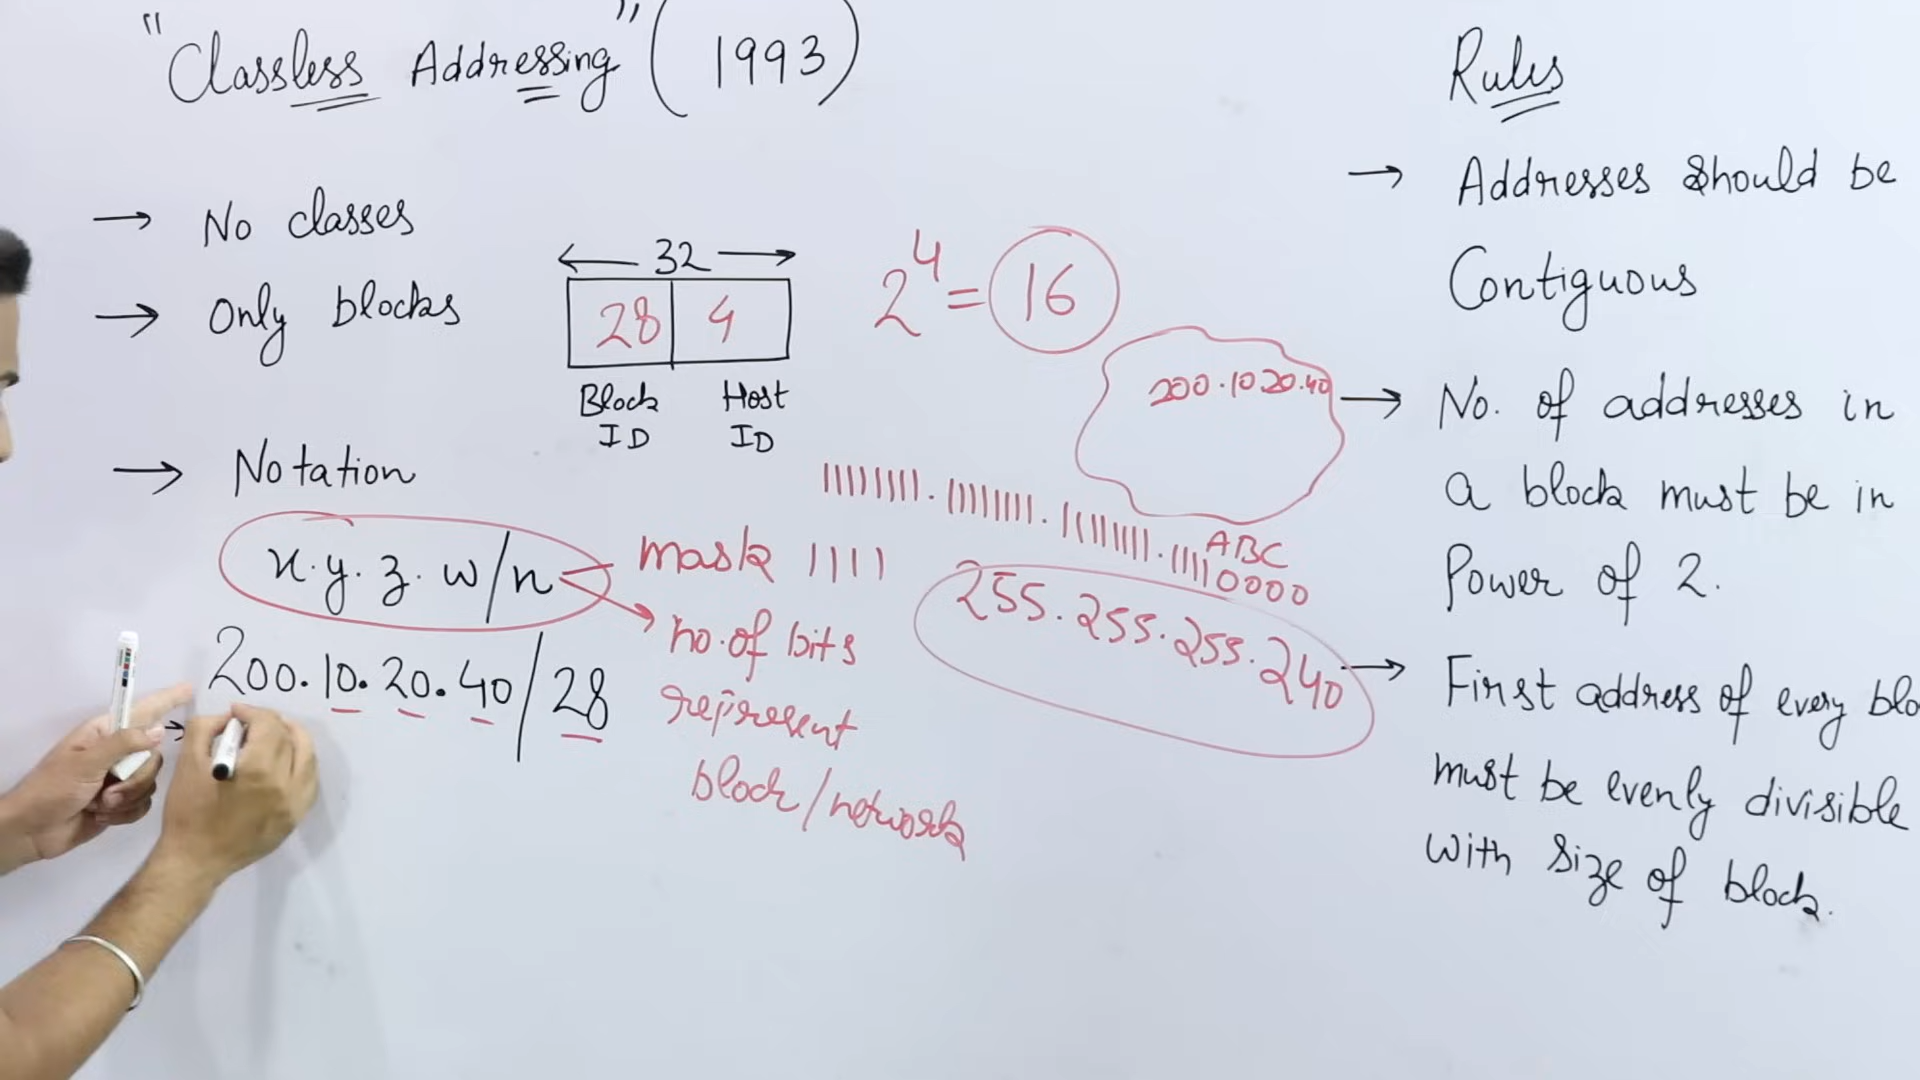 "Classless Addressing" (1993)
→ No classes
→ Only blocks
← 32 →
28 4
Block Host
ID ID
2^4 = 16
→ Notation
x.y.z.w/n
mask 1111
no. of bits
represent
block/network
200.10.20.40/28
→
200.10.20.40
ABC
11111111.11111111.11111111.11110000
255.255.255.240
Rules
→ Addresses should be
Contiguous
→ No. of addresses in
a block must be in
Power of 2.
→ First address of every blo
must be evenly divisible
with size of block.